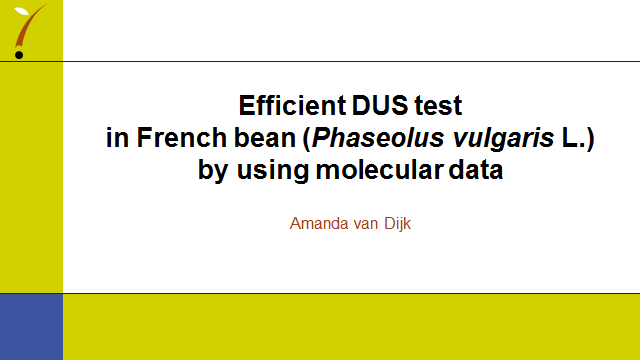 Efficient DUS test
in French bean (Phaseolus vulgaris L.)
by using molecular data
Amanda van Dijk